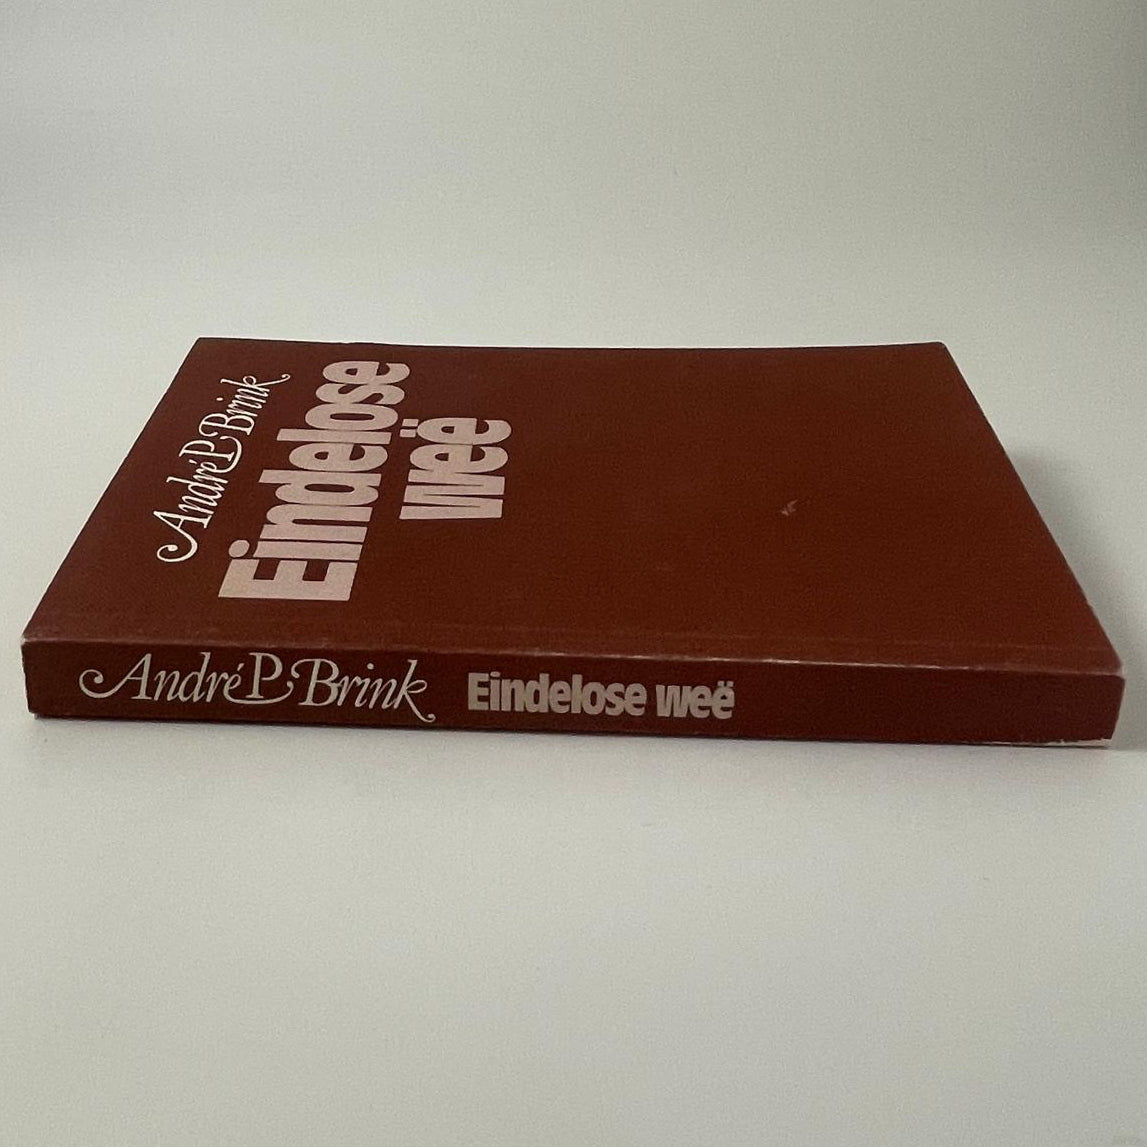 André P. Brink
Eindelose
weë
André P. Brink Eindelose weë